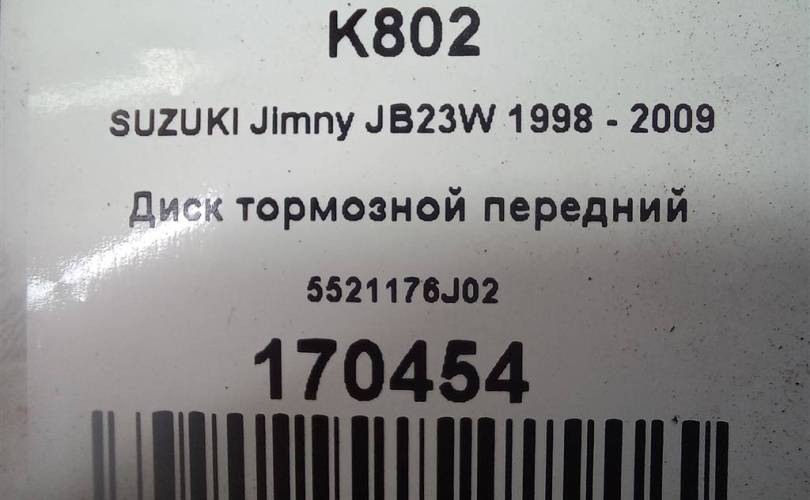 K802
SUZUKI Jimny JB23W 1998 - 2009
Диск тормозной передний
5521176J02
170454